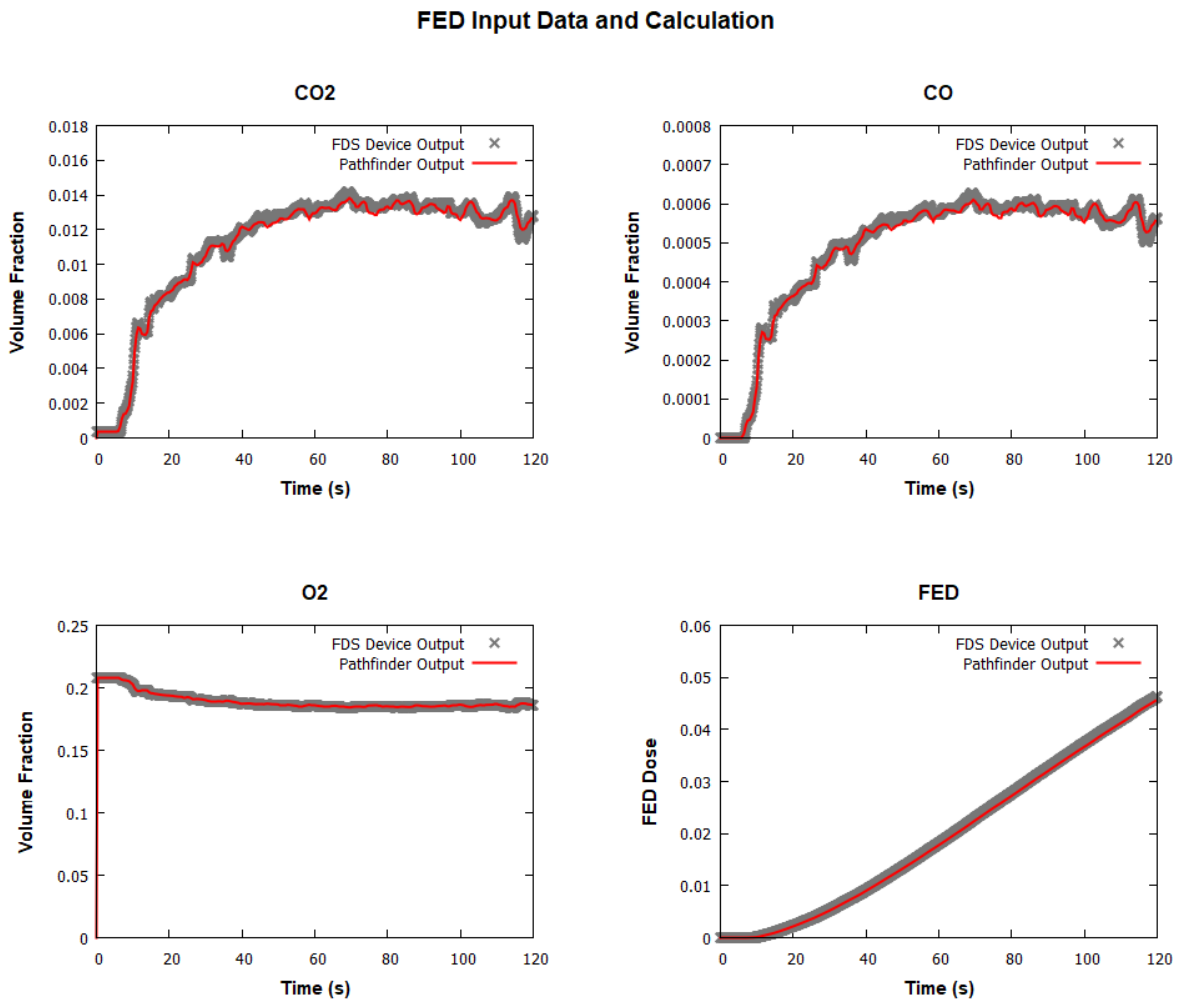 FED Input Data and Calculation
CO2
Volume Fraction
0.018
0.016
0.014
0.012
0.01
0.008
0.006
0.004
0.002
0
FDS Device Output
Pathfinder Output
0 20 40 60 80 100 120
Time (s)
CO
Volume Fraction
0.0008
0.0007
0.0006
0.0005
0.0004
0.0003
0.0002
0.0001
0
FDS Device Output
Pathfinder Output
0 20 40 60 80 100 120
Time (s)
O2
Volume Fraction
0.25
0.2
0.15
0.1
0.05
0
FDS Device Output
Pathfinder Output
0 20 40 60 80 100 120
Time (s)
FED
FED Dose
0.06
0.05
0.04
0.03
0.02
0.01
0
FDS Device Output
Pathfinder Output
0 20 40 60 80 100 120
Time (s)